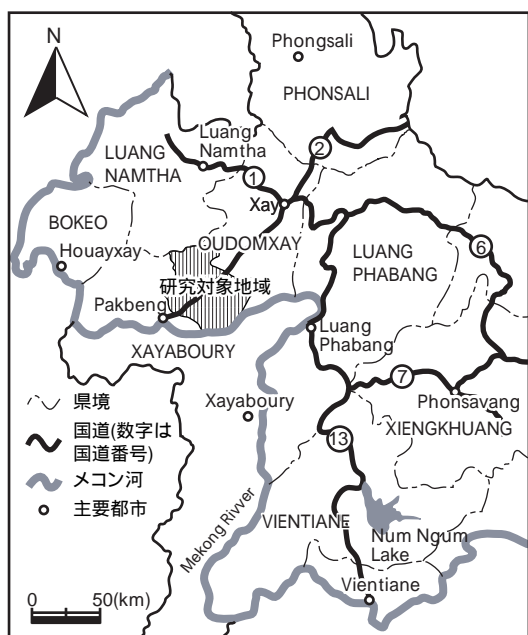 N
Phongsali
PHONSALI
Luang
Namtha
LUANG
NAMTHA
2
1
Xay
BOKEO
Houayxay
OUDOMXAY
6
LUANG
PHABANG
研究対象地域
Pakbeng
Luang
Phabang
XAYABOURY
7
Phonsavang
県境
Xayaboury
XIENGKHUANG
国道(数字は
国道番号)
13
メコン河
主要都市
Mekong Rivver
VIENTIANE
Num Ngum
Lake
Vientiane
0 50(km)